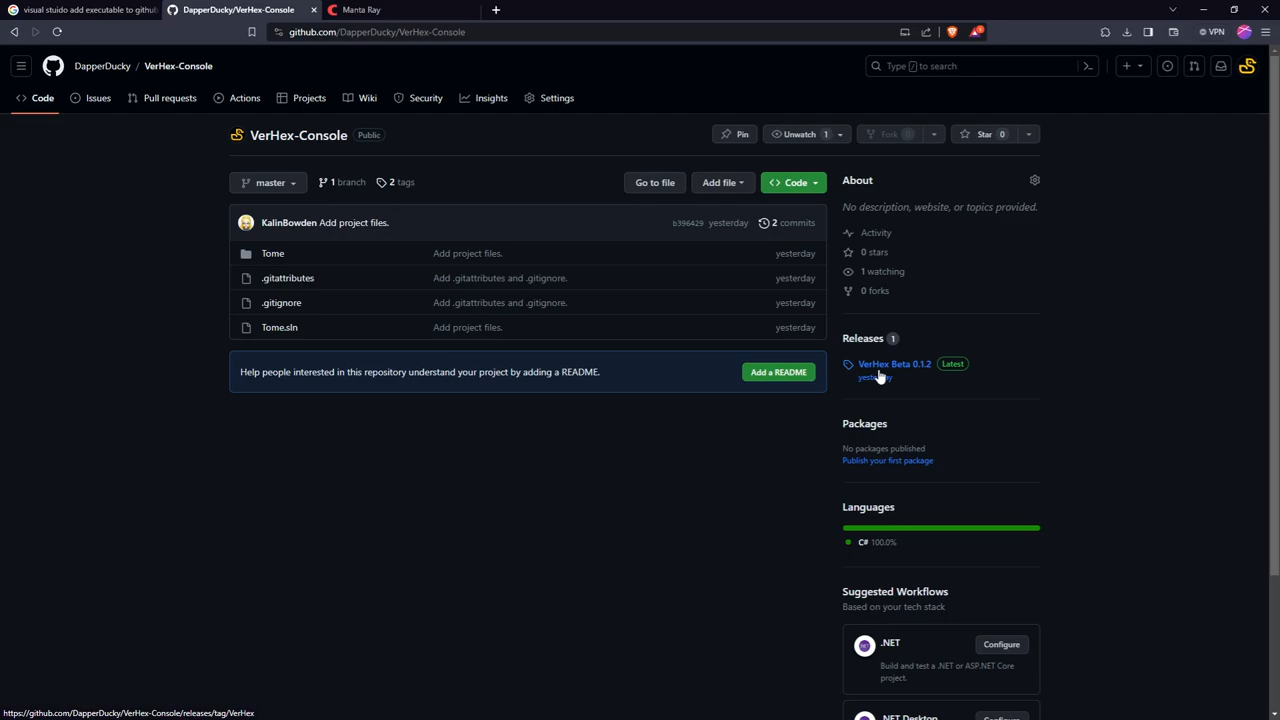 visual stuido add executable to github
DapperDucky/VerHex-Console
Manta Ray
github.com/DapperDucky/VerHex-Console
VPN
DapperDucky / VerHex-Console
Type / to search
Code
Issues
Pull requests
Actions
Projects
Wiki
Security
Insights
Settings
VerHex-Console
Public
Pin
Unwatch 1
Fork 0
Star 0
master
1 branch
2 tags
Go to file
Add file
Code
KalinBowden Add project files.
b396429 yesterday
2 commits
Tome
Add project files.
yesterday
.gitattributes
Add .gitattributes and .gitignore.
yesterday
.gitignore
Add .gitattributes and .gitignore.
yesterday
Tome.sln
Add project files.
yesterday
Help people interested in this repository understand your project by adding a README.
Add a README
About
No description, website, or topics provided.
Activity
0 stars
1 watching
0 forks
Releases 1
VerHex Beta 0.1.2
Latest
yesterday
Packages
No packages published
Publish your first package
Languages
C# 100.0%
Suggested Workflows
Based on your tech stack
.NET
Configure
Build and test a .NET or ASP.NET Core
project.
.NET Desktop
Configure
https://github.com/DapperDucky/VerHex-Console/releases/tag/VerHex